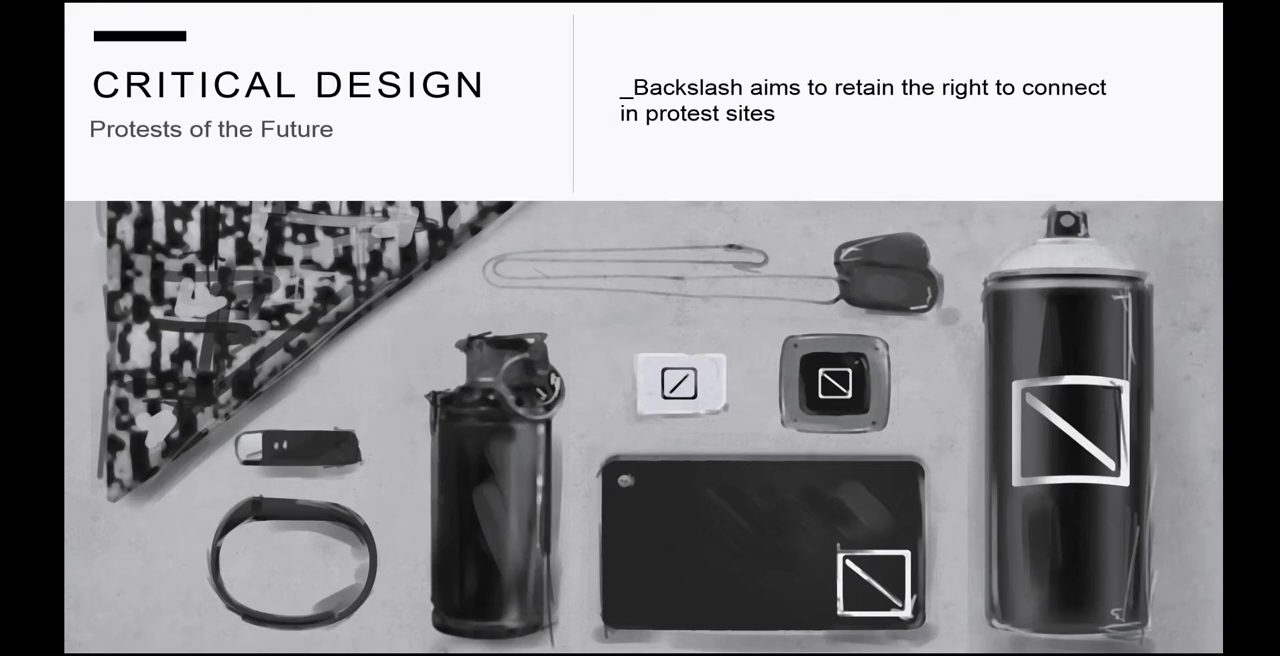 CRITICAL DESIGN
Protests of the Future
_Backslash aims to retain the right to connect
in protest sites